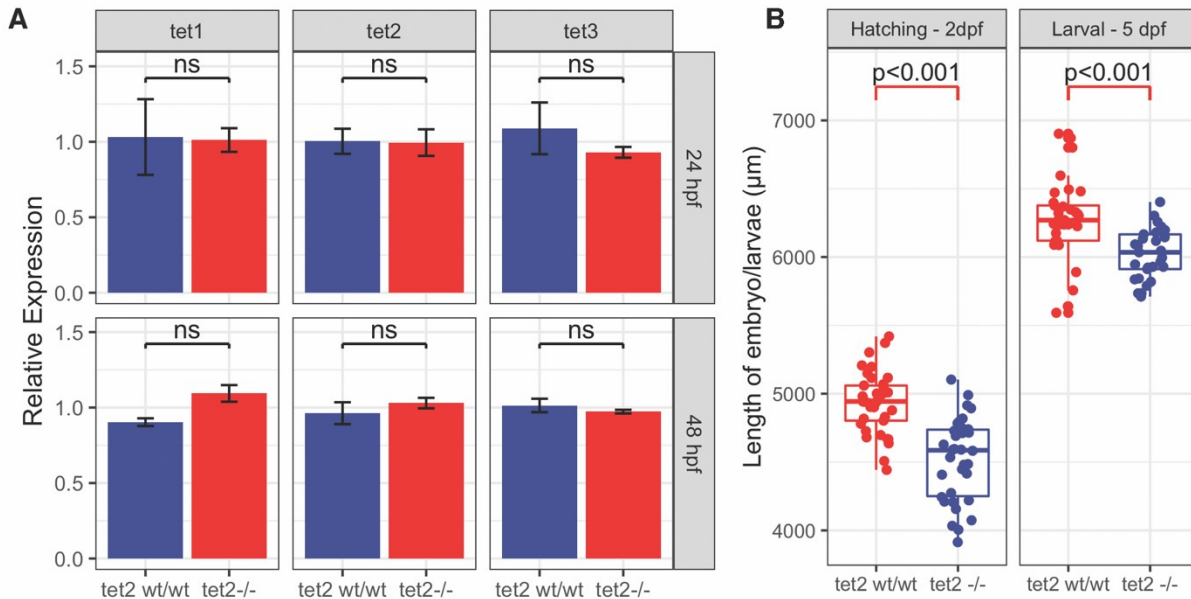 A
tet1 tet2 tet3
Relative Expression
1.5
1.0
0.5
0.0
ns ns ns
24 hpf
1.5
1.0
0.5
0.0
ns ns ns
48 hpf
tet2 wt/wt tet2-/- tet2 wt/wt tet2-/- tet2 wt/wt tet2-/-
B
Hatching - 2dpf Larval - 5 dpf
p<0.001 p<0.001
Length of embryo/larvae (µm)
7000
6000
5000
4000
tet2 wt/wt tet2 -/- tet2 wt/wt tet2 -/-